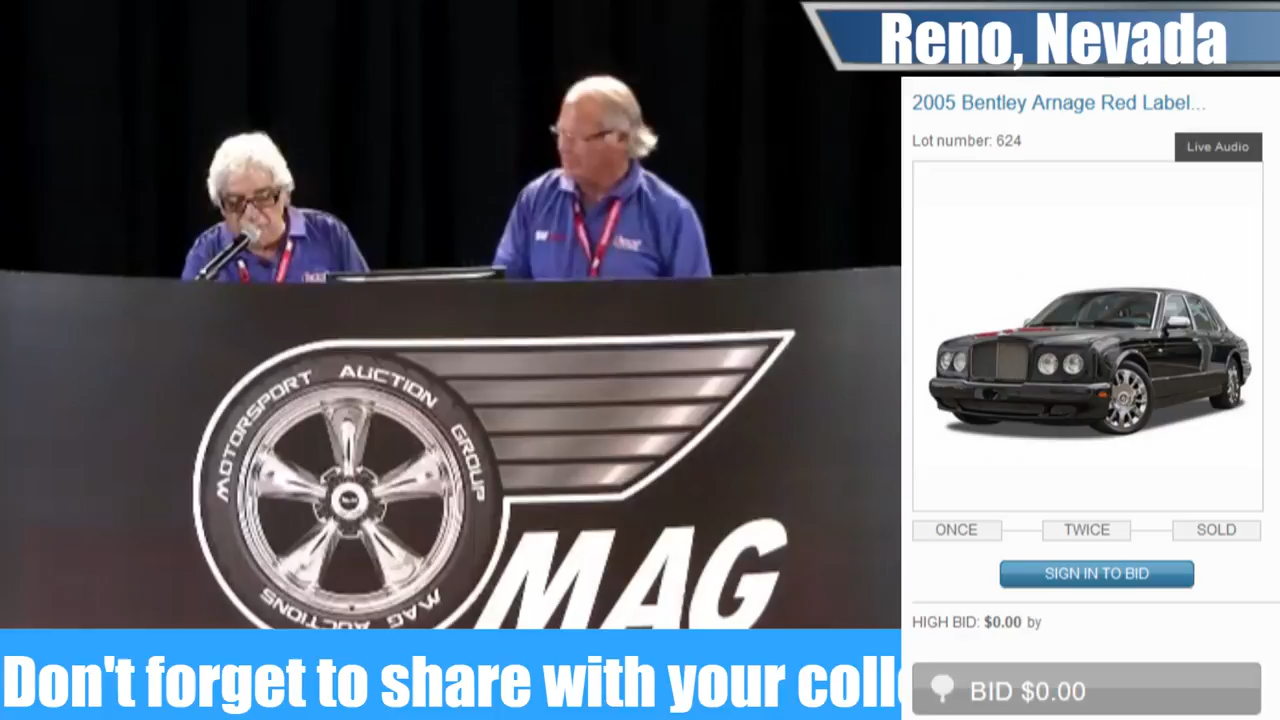 Reno, Nevada
2005 Bentley Arnage Red Label...
Lot number: 624
Live Audio
MOTORSPORT AUCTION GROUP
MAG AUCTIONS
MAG
ONCE
TWICE
SOLD
SIGN IN TO BID
HIGH BID: $0.00 by
BID $0.00
Don't forget to share with your colle